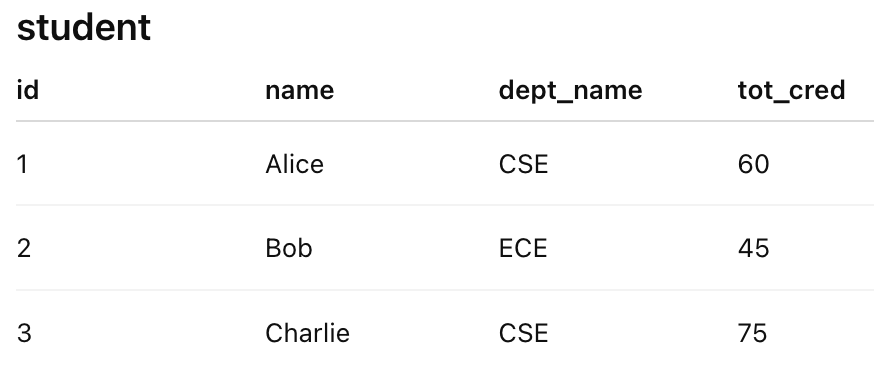 student
id name dept_name tot_cred
1 Alice CSE 60
2 Bob ECE 45
3 Charlie CSE 75